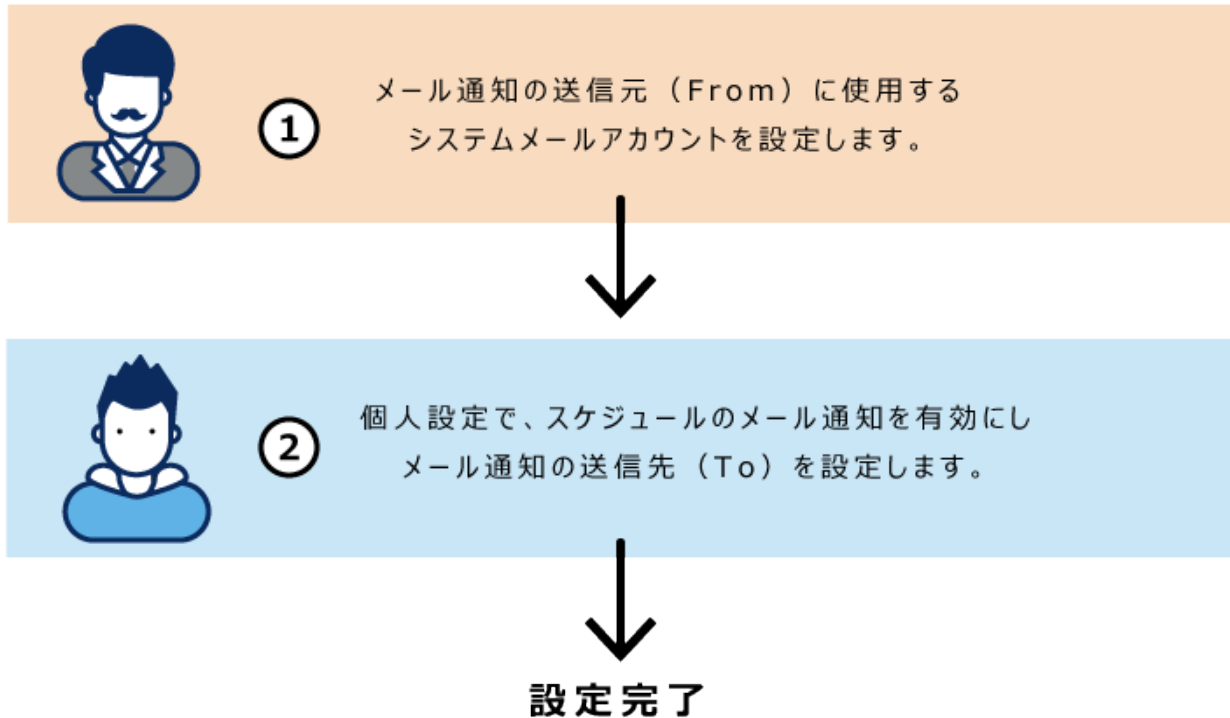 ①
メール通知の送信元（From）に使用する
システムメールアカウントを設定します。
②
個人設定で、スケジュールのメール通知を有効にし
メール通知の送信先（To）を設定します。
設定完了